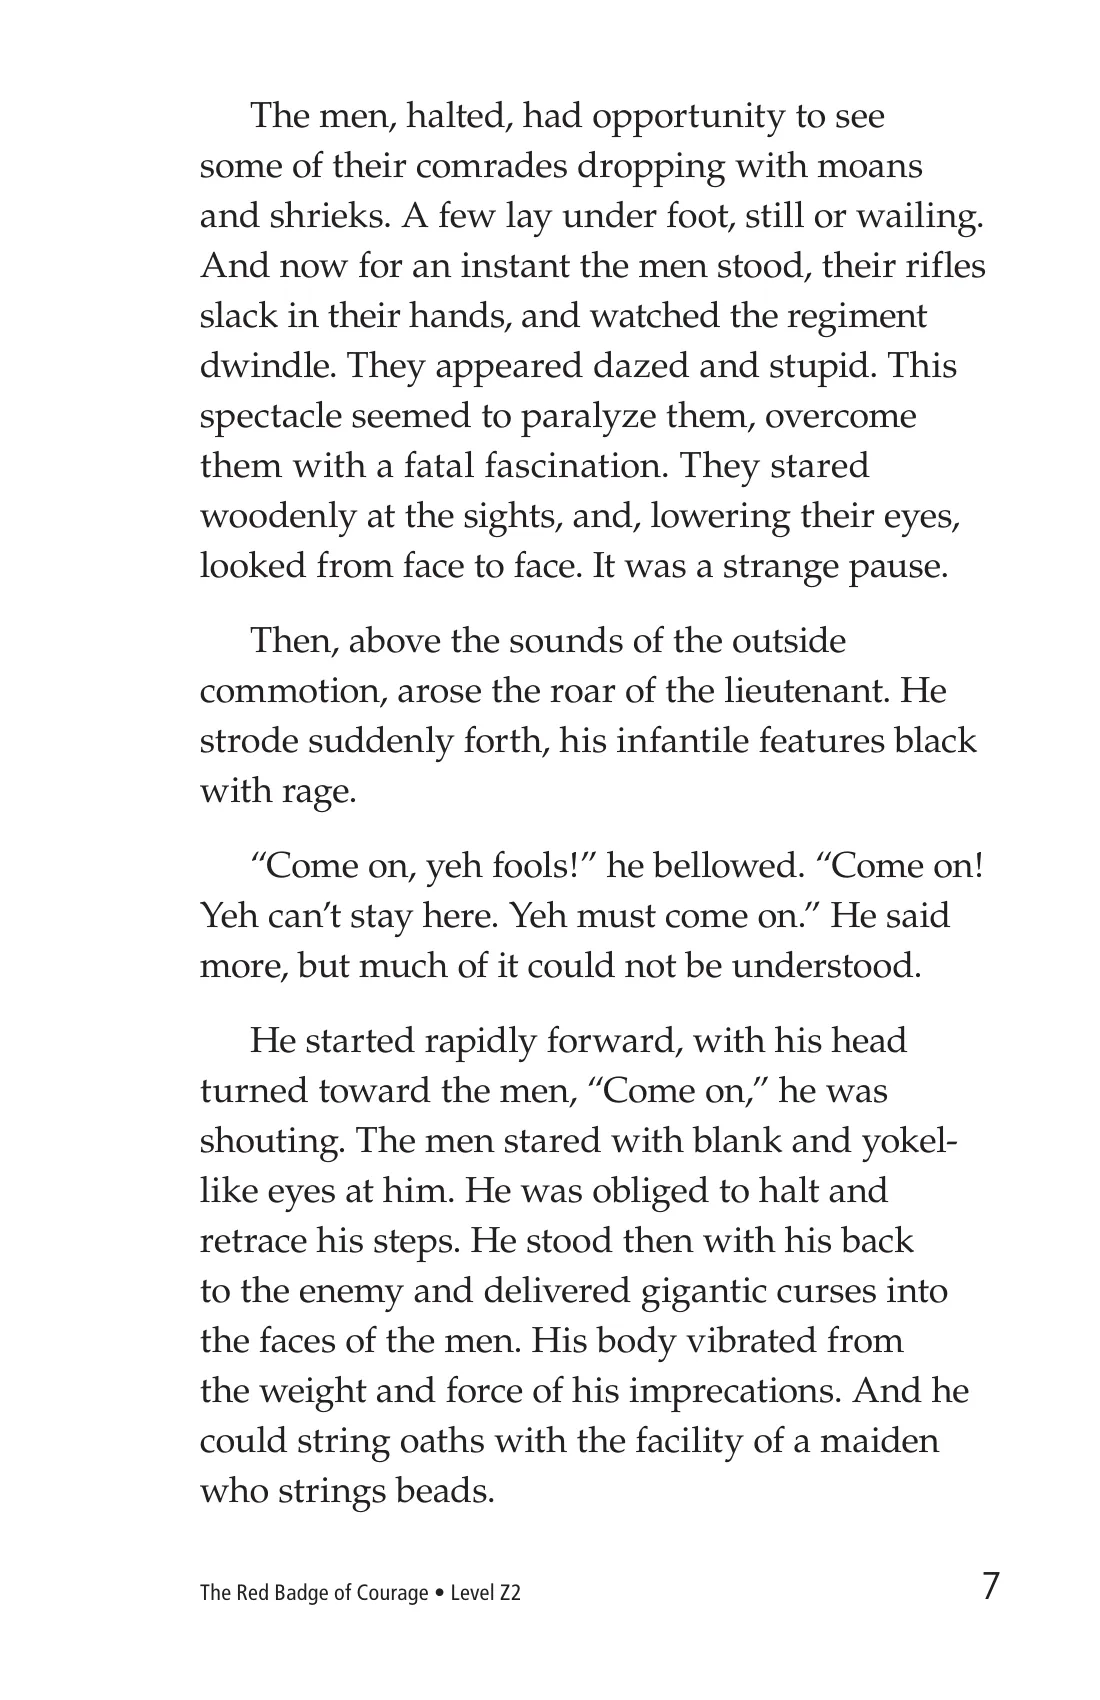 The men, halted, had opportunity to see
some of their comrades dropping with moans
and shrieks. A few lay under foot, still or wailing.
And now for an instant the men stood, their rifles
slack in their hands, and watched the regiment
dwindle. They appeared dazed and stupid. This
spectacle seemed to paralyze them, overcome
them with a fatal fascination. They stared
woodenly at the sights, and, lowering their eyes,
looked from face to face. It was a strange pause.
Then, above the sounds of the outside
commotion, arose the roar of the lieutenant. He
strode suddenly forth, his infantile features black
with rage.
“Come on, yeh fools!” he bellowed. “Come on!
Yeh can’t stay here. Yeh must come on.” He said
more, but much of it could not be understood.
He started rapidly forward, with his head
turned toward the men, “Come on,” he was
shouting. The men stared with blank and yokel-
like eyes at him. He was obliged to halt and
retrace his steps. He stood then with his back
to the enemy and delivered gigantic curses into
the faces of the men. His body vibrated from
the weight and force of his imprecations. And he
could string oaths with the facility of a maiden
who strings beads.
The Red Badge of Courage • Level Z2
7